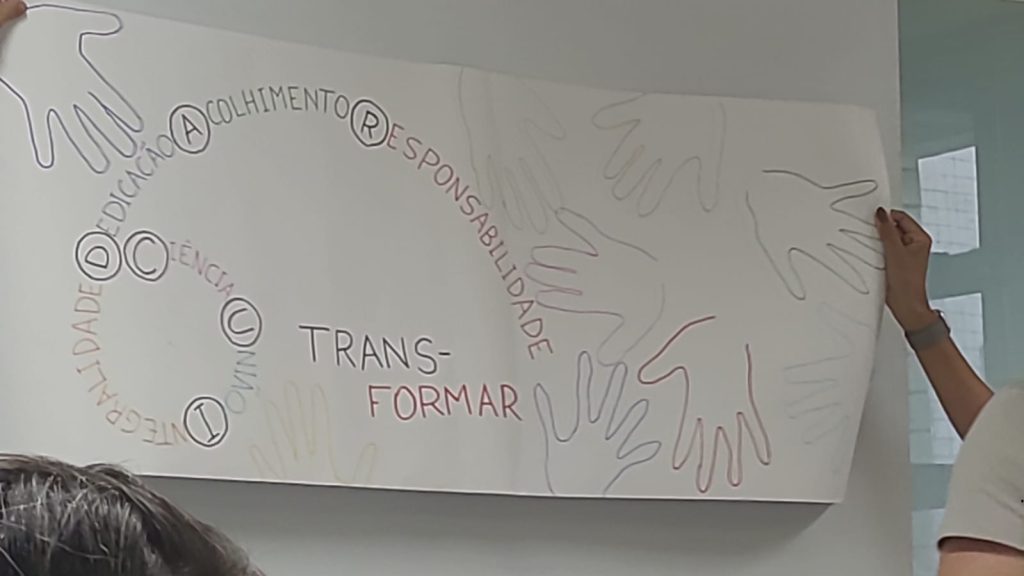 CIÊNCIA
UNIÃO
INTEGRALIDADE
DEDICAÇÃO
ACOLHIMENTO
RESPONSABILIDADE
TRANS-
FORMAR